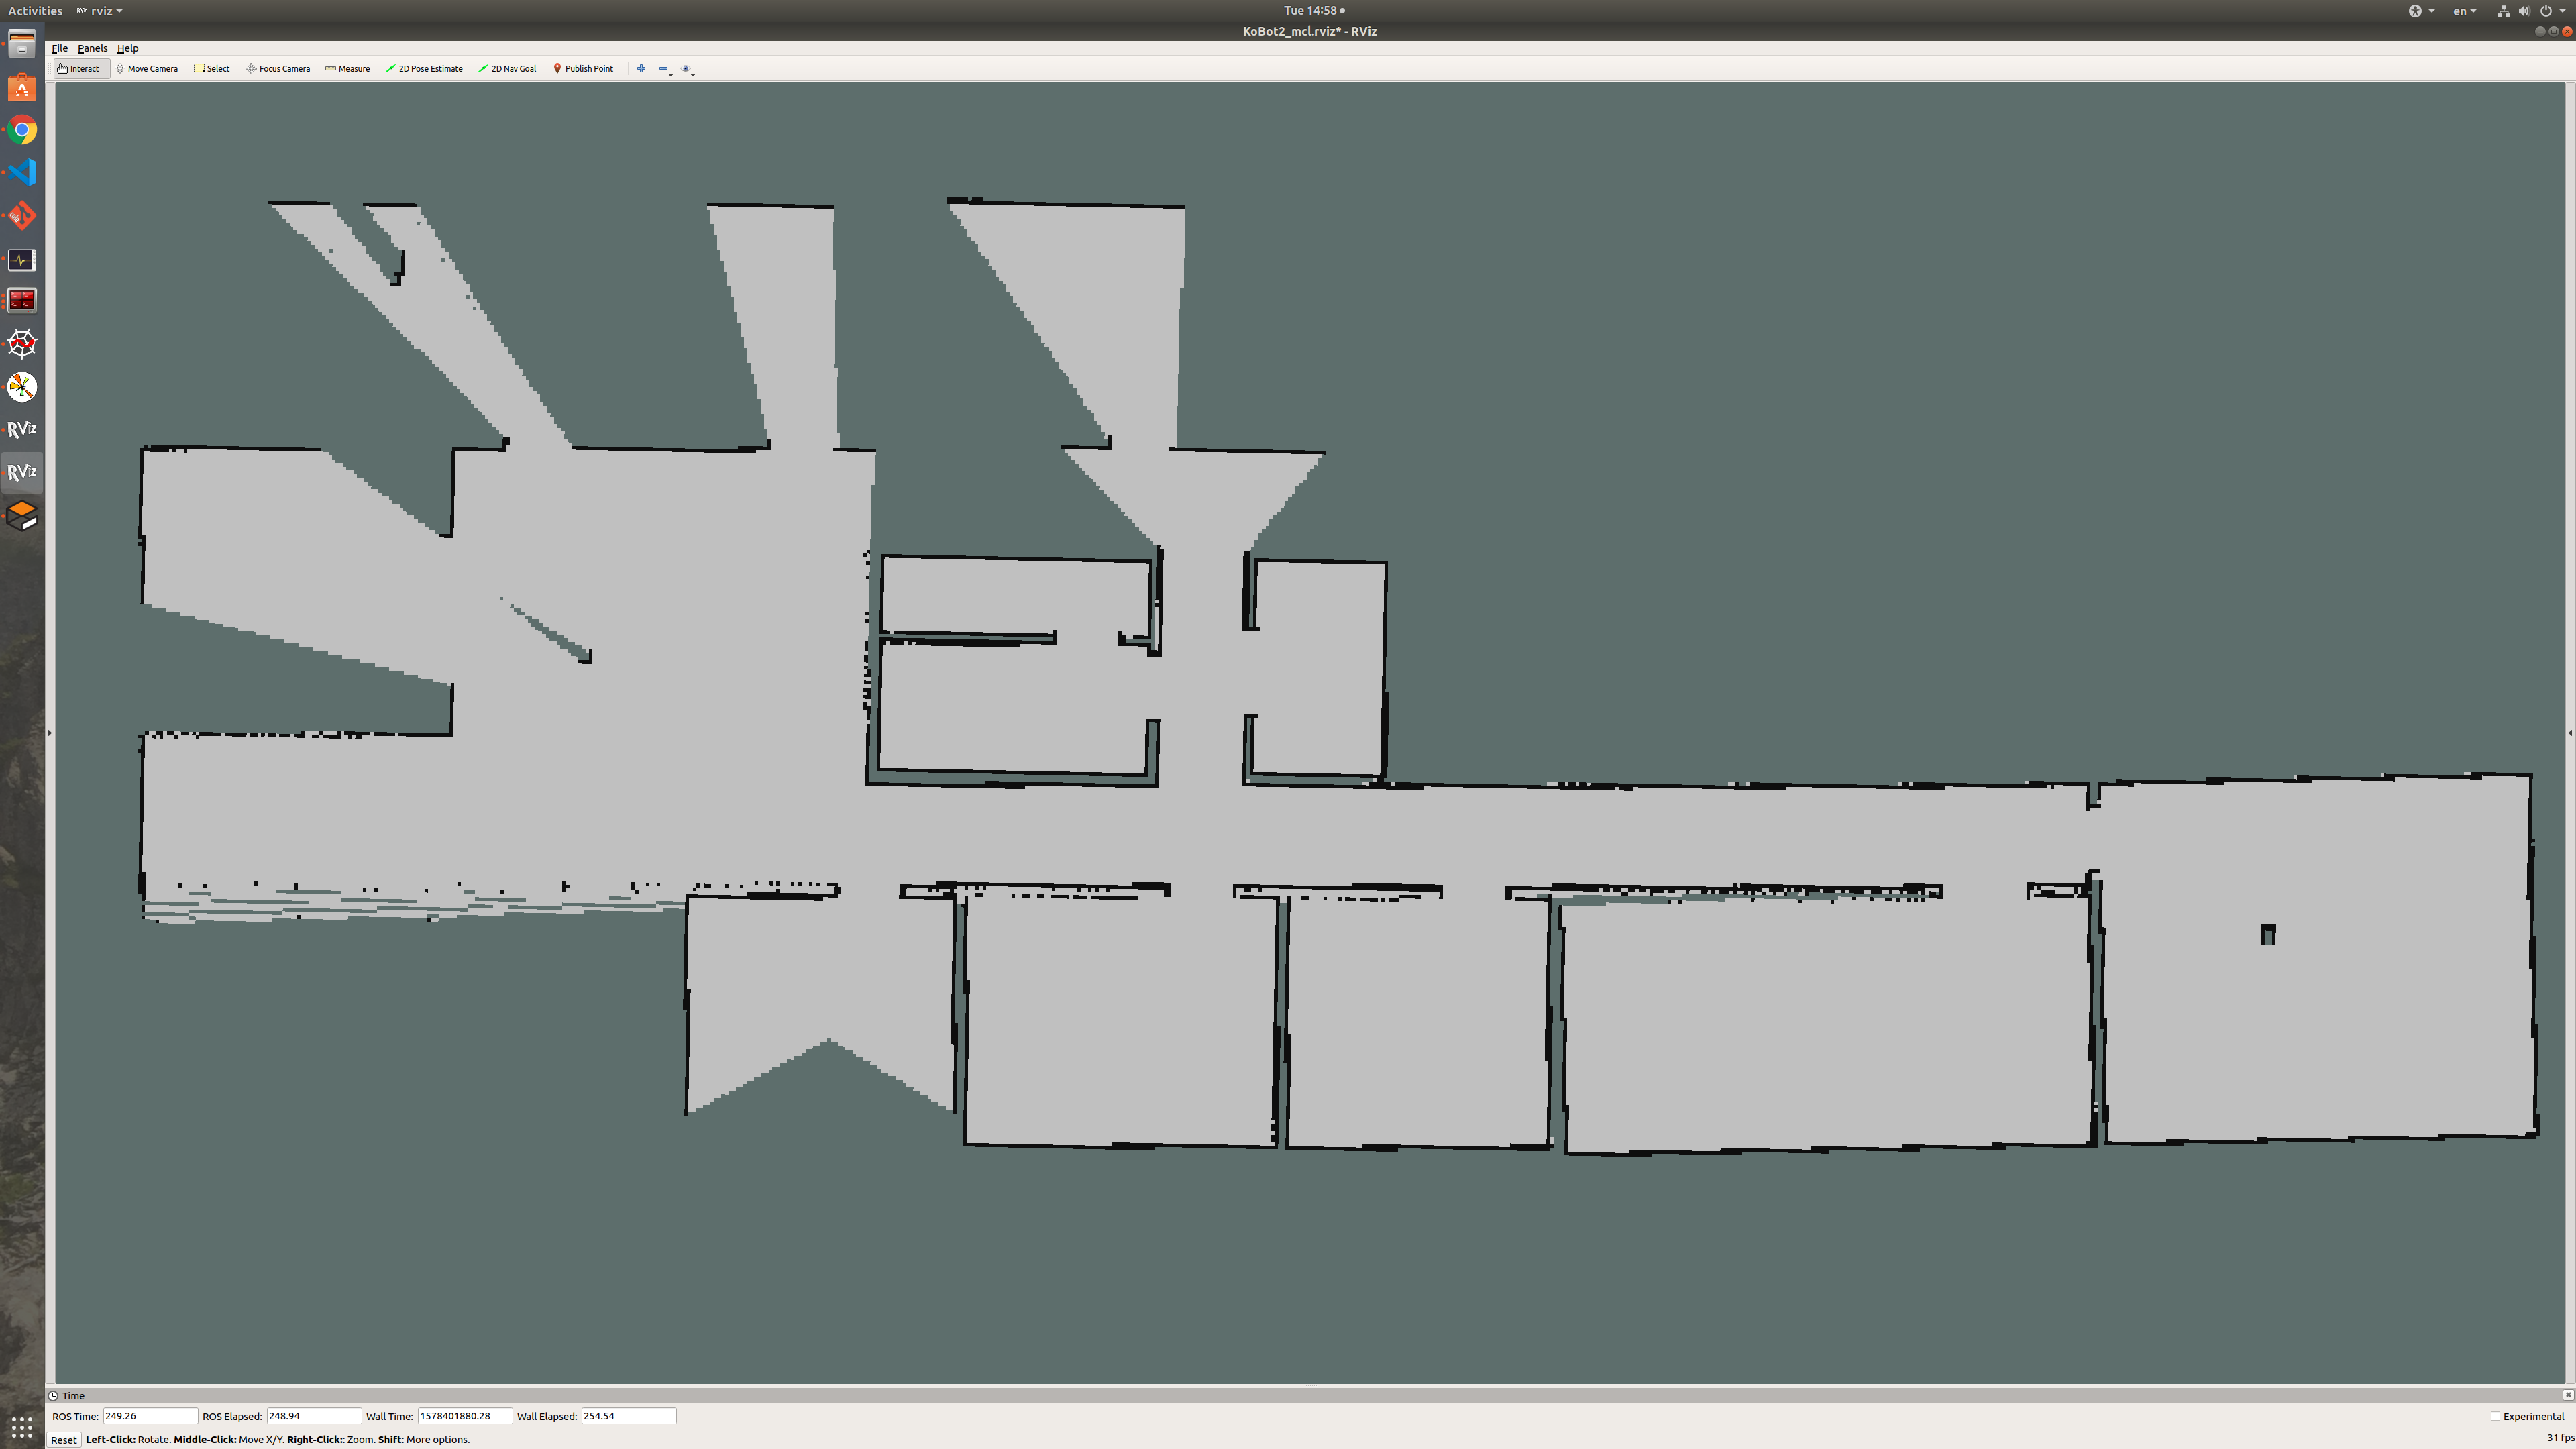 Activities rviz Tue 14:58 en
KoBot2_mcl.rviz* - RViz
File Panels Help
Interact Move Camera Select Focus Camera Measure 2D Pose Estimate 2D Nav Goal Publish Point
RViz
RViz
Time
ROS Time: 249.26 ROS Elapsed: 248.94 Wall Time: 1578401880.28 Wall Elapsed: 254.54 Experimental
Reset Left-Click: Rotate. Middle-Click: Move X/Y. Right-Click:: Zoom. Shift: More options. 31 fps